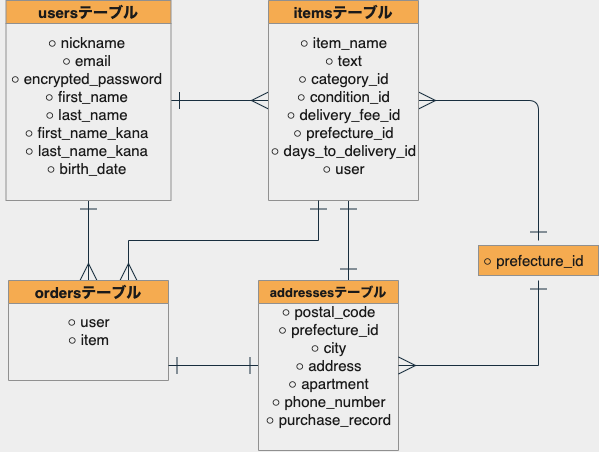 usersテーブル
nickname
email
encrypted_password
first_name
last_name
first_name_kana
last_name_kana
birth_date
itemsテーブル
item_name
text
category_id
condition_id
delivery_fee_id
prefecture_id
days_to_delivery_id
user
prefecture_id
ordersテーブル
user
item
addressesテーブル
postal_code
prefecture_id
city
address
apartment
phone_number
purchase_record